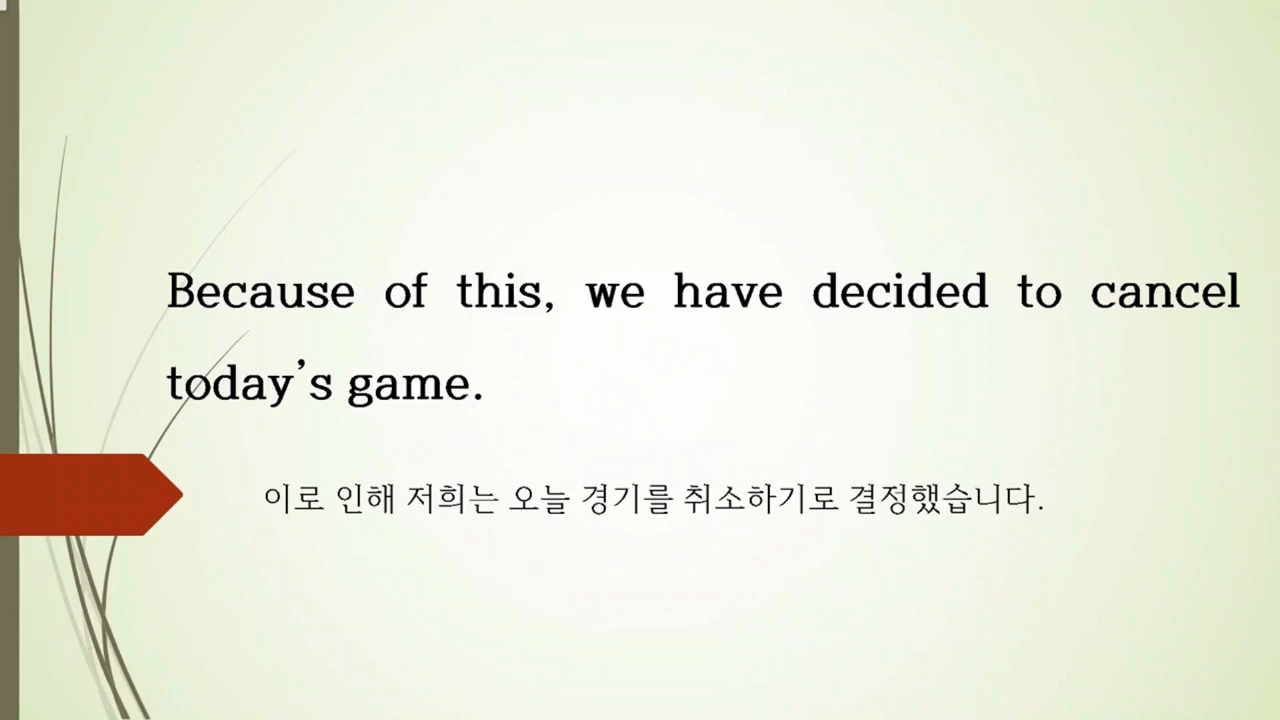 Because of this, we have decided to cancel
today’s game.
이로 인해 저희는 오늘 경기를 취소하기로 결정했습니다.